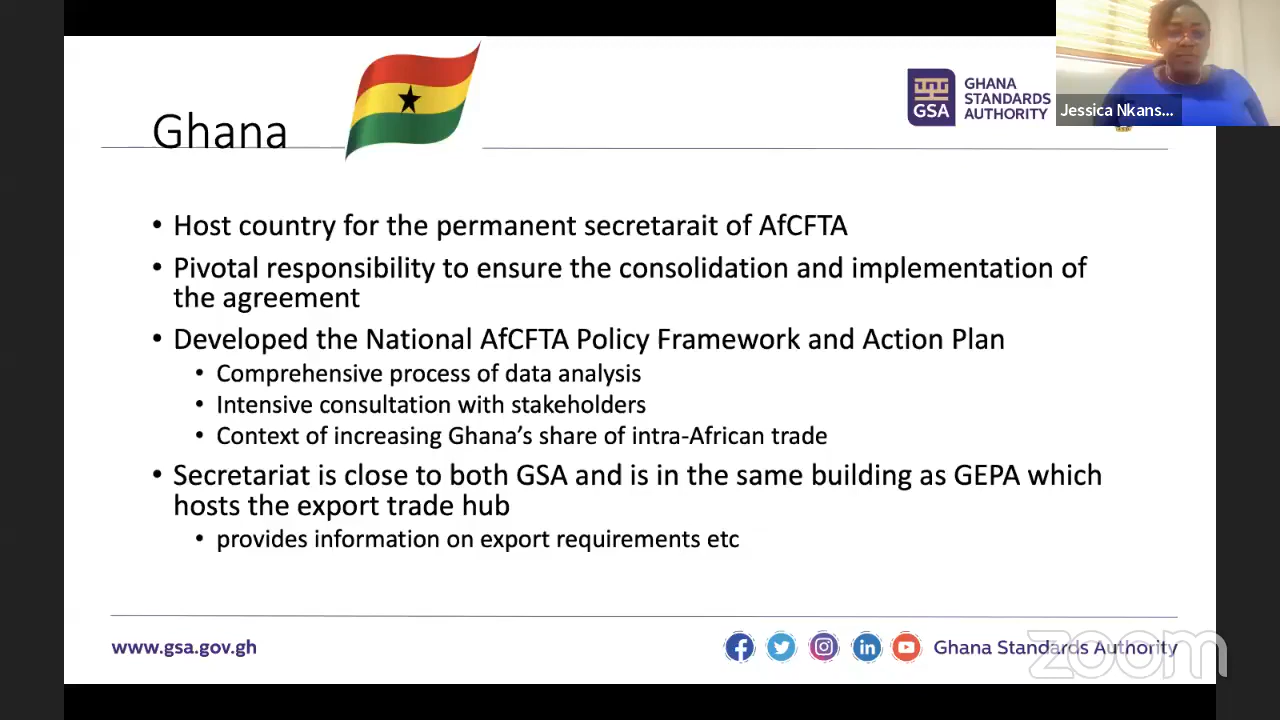 Ghana
GSA
GHANA
STANDARDS
AUTHORITY
Jessica Nkans...
• Host country for the permanent secretarait of AfCFTA
• Pivotal responsibility to ensure the consolidation and implementation of
the agreement
• Developed the National AfCFTA Policy Framework and Action Plan
• Comprehensive process of data analysis
• Intensive consultation with stakeholders
• Context of increasing Ghana's share of intra-African trade
• Secretariat is close to both GSA and is in the same building as GEPA which
hosts the export trade hub
• provides information on export requirements etc
www.gsa.gov.gh
Ghana Standards Authority
zoom